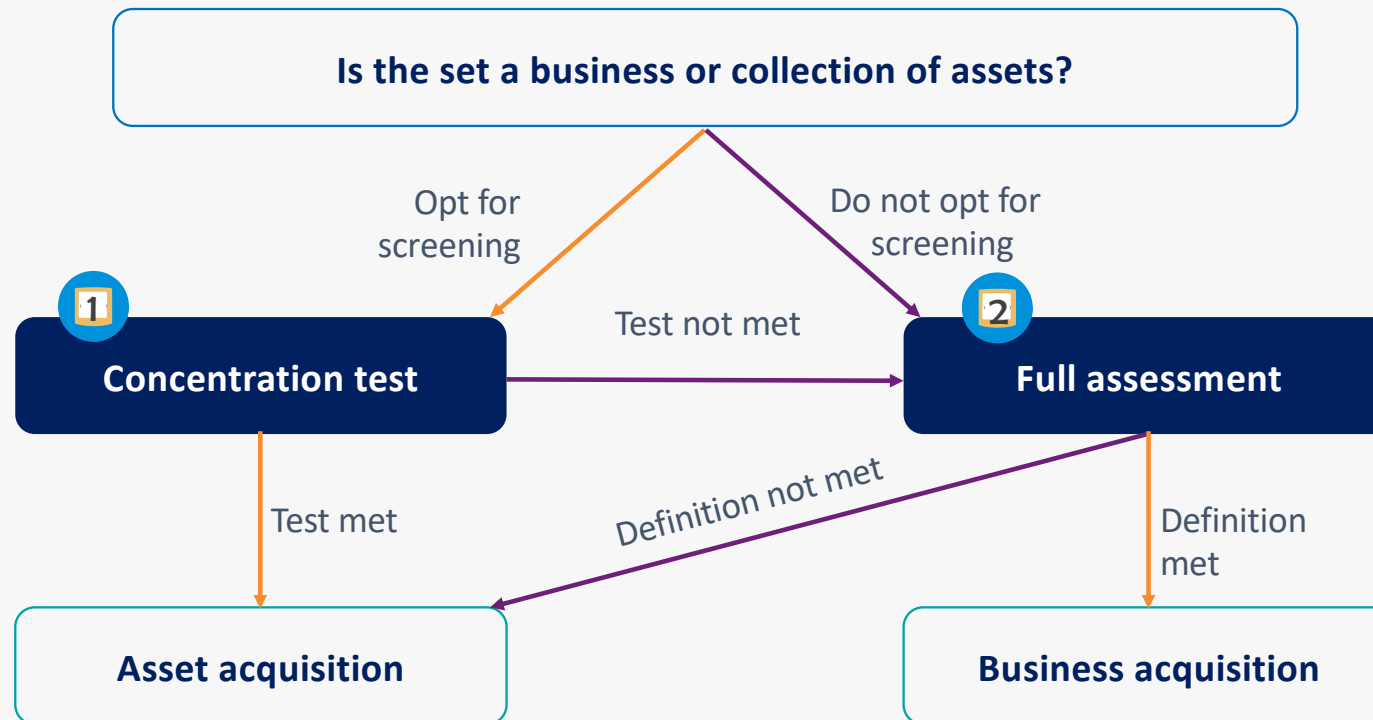 Is the set a business or collection of assets?
Opt for
screening
Do not opt for
screening
1
2
Test not met
Concentration test
Full assessment
Definition not met
Test met
Definition
met
Asset acquisition
Business acquisition